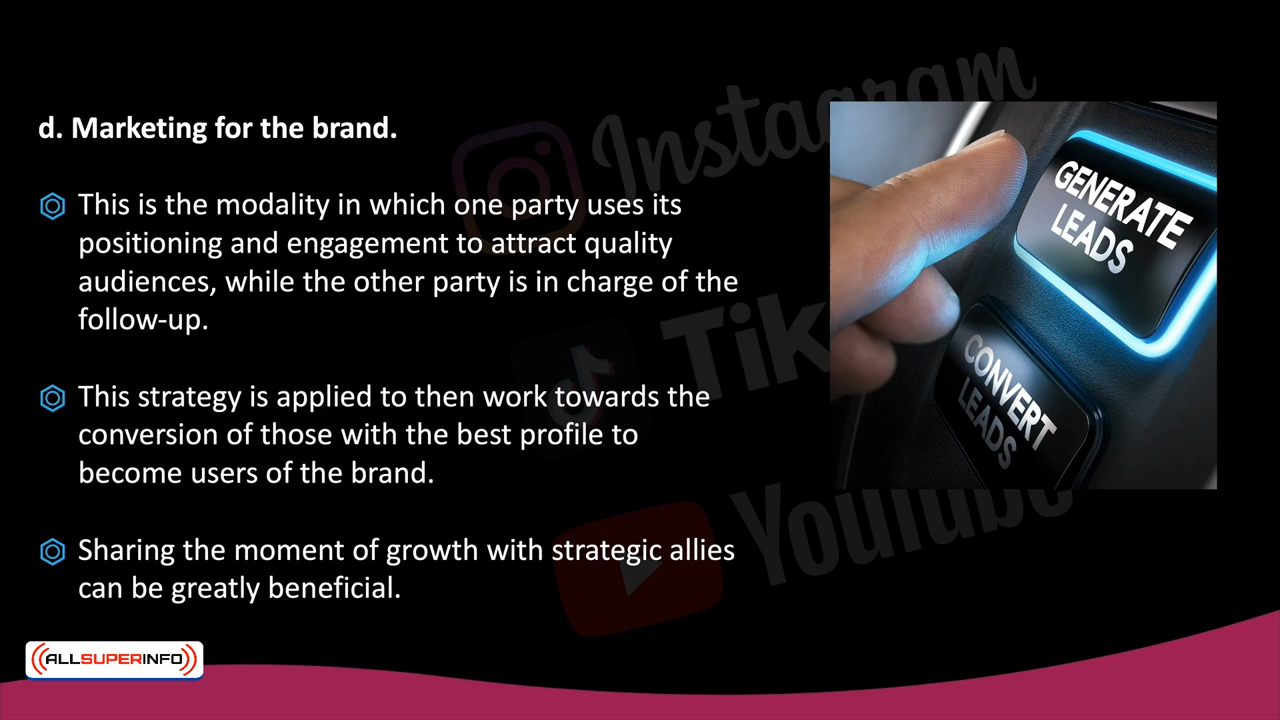 d. Marketing for the brand.
This is the modality in which one party uses its
positioning and engagement to attract quality
audiences, while the other party is in charge of the
follow-up.
This strategy is applied to then work towards the
conversion of those with the best profile to
become users of the brand.
Sharing the moment of growth with strategic allies
can be greatly beneficial.
Instagram
Tik
YouTube
GENERATE
LEADS
CONVERT
LEADS
ALLSUPERINFO